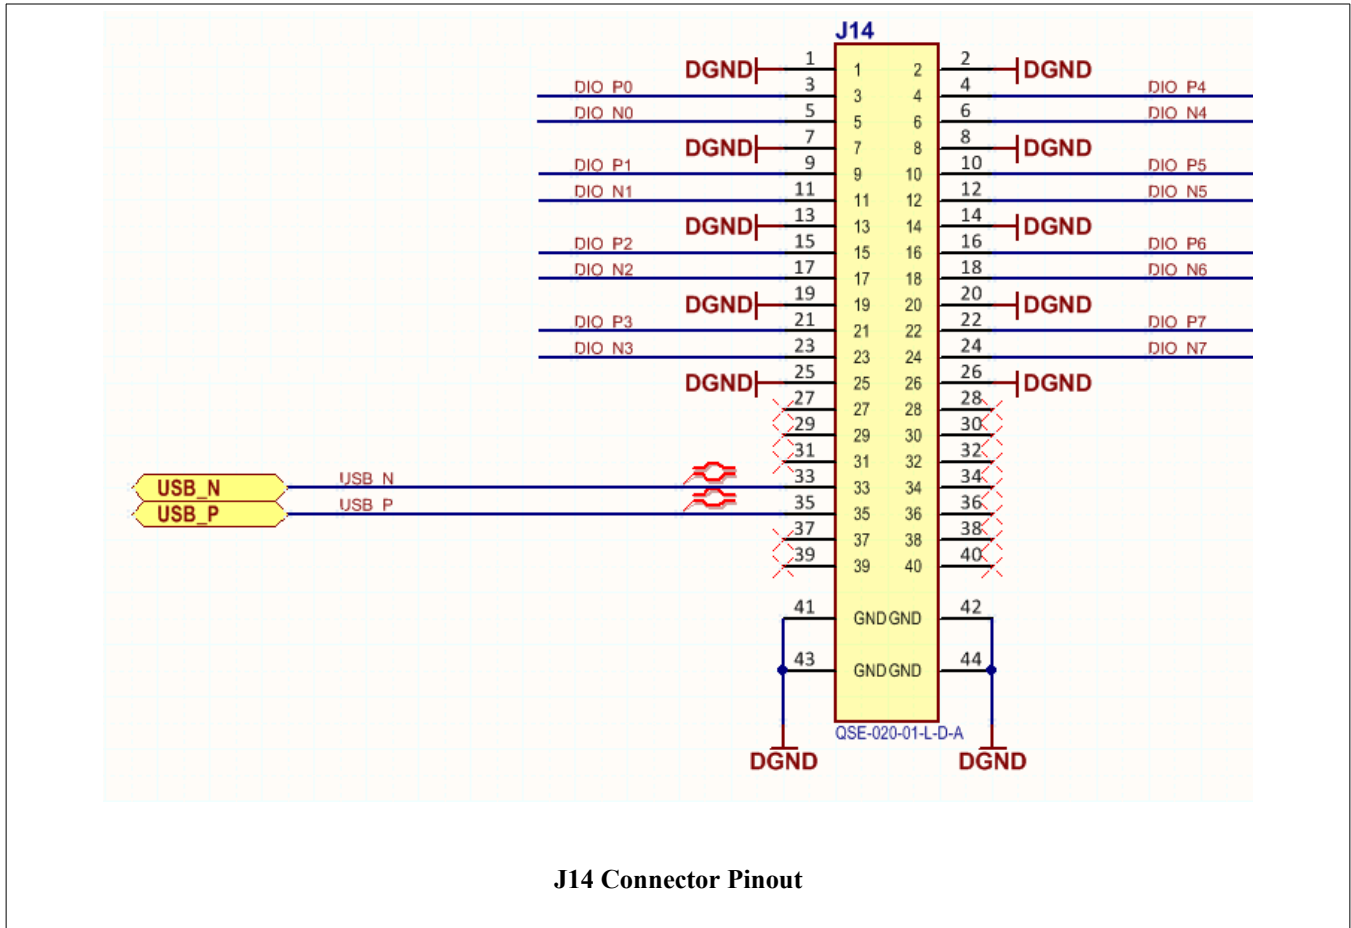 J14
DGND 1 1 2 2 DGND
DIO_P0 3 3 4 4 DIO_P4
DIO_N0 5 5 6 6 DIO_N4
DGND 7 7 8 8 DGND
DIO_P1 9 9 10 10 DIO_P5
DIO_N1 11 11 12 12 DIO_N5
DGND 13 13 14 14 DGND
DIO_P2 15 15 16 16 DIO_P6
DIO_N2 17 17 18 18 DIO_N6
DGND 19 19 20 20 DGND
DIO_P3 21 21 22 22 DIO_P7
DIO_N3 23 23 24 24 DIO_N7
DGND 25 25 26 26 DGND
27 27 28 28
29 29 30 30
31 31 32 32
USB_N USB_N 33 33 34 34
USB_P USB_P 35 35 36 36
37 37 38 38
39 39 40 40
41 GND GND 42
43 GND GND 44
QSE-020-01-L-D-A
DGND DGND
J14 Connector Pinout